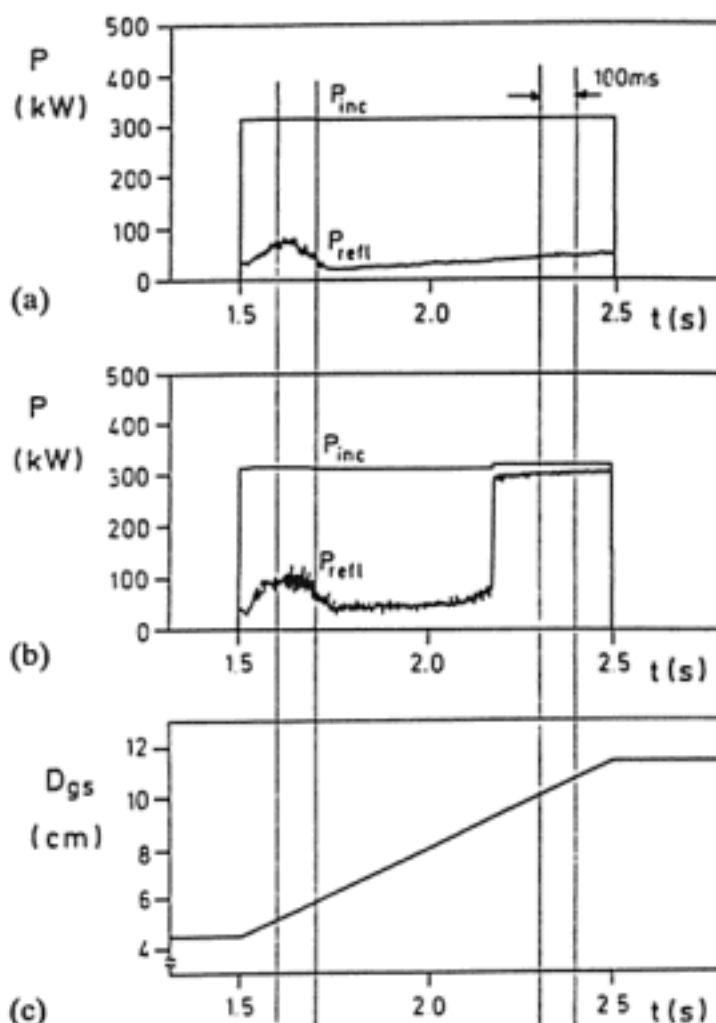 500
P 400
(kW) 300
200
100
0
P_inc
100ms
P_refl
(a)
1.5 2.0 2.5 t(s)
500
P 400
(kW) 300
200
100
0
P_inc
P_refl
(b)
1.5 2.0 2.5 t(s)
12
D_gs 10
(cm) 8
6
4
(c)
1.5 2.0 2.5 t(s)